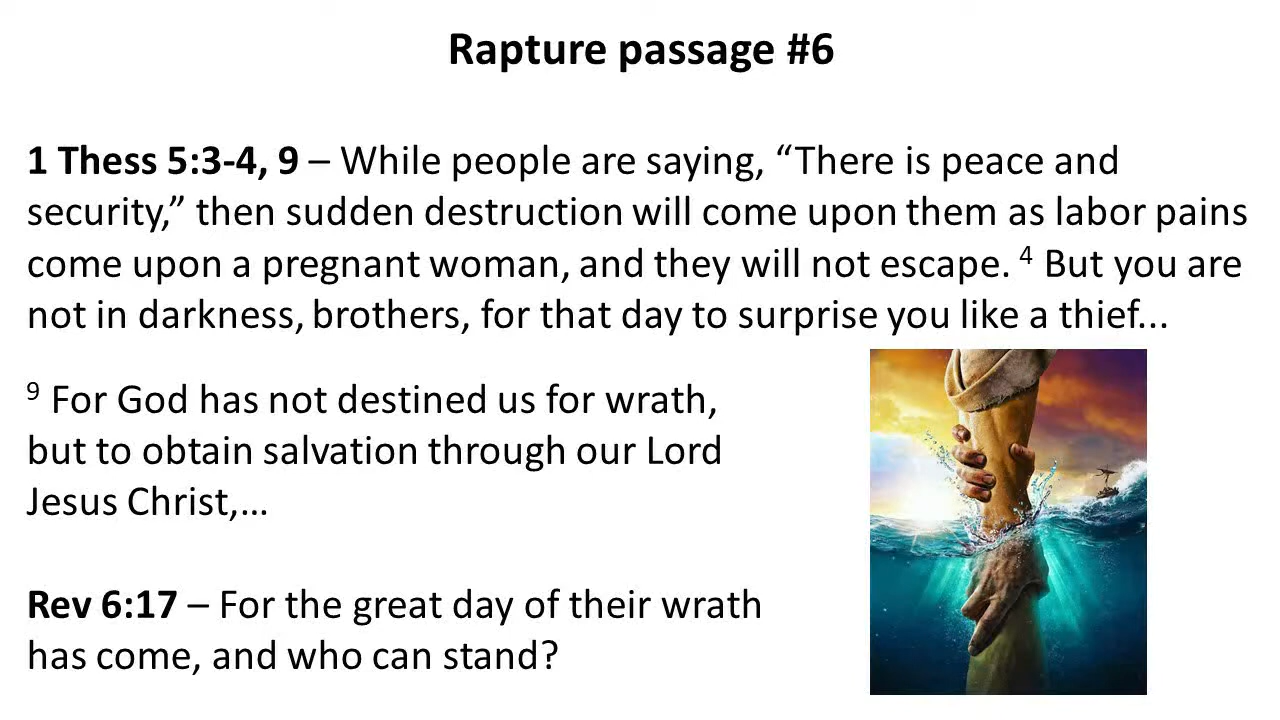 Rapture passage #6
1 Thess 5:3-4, 9 – While people are saying, “There is peace and
security,” then sudden destruction will come upon them as labor pains
come upon a pregnant woman, and they will not escape. ⁴ But you are
not in darkness, brothers, for that day to surprise you like a thief...
⁹ For God has not destined us for wrath,
but to obtain salvation through our Lord
Jesus Christ,...
Rev 6:17 – For the great day of their wrath
has come, and who can stand?